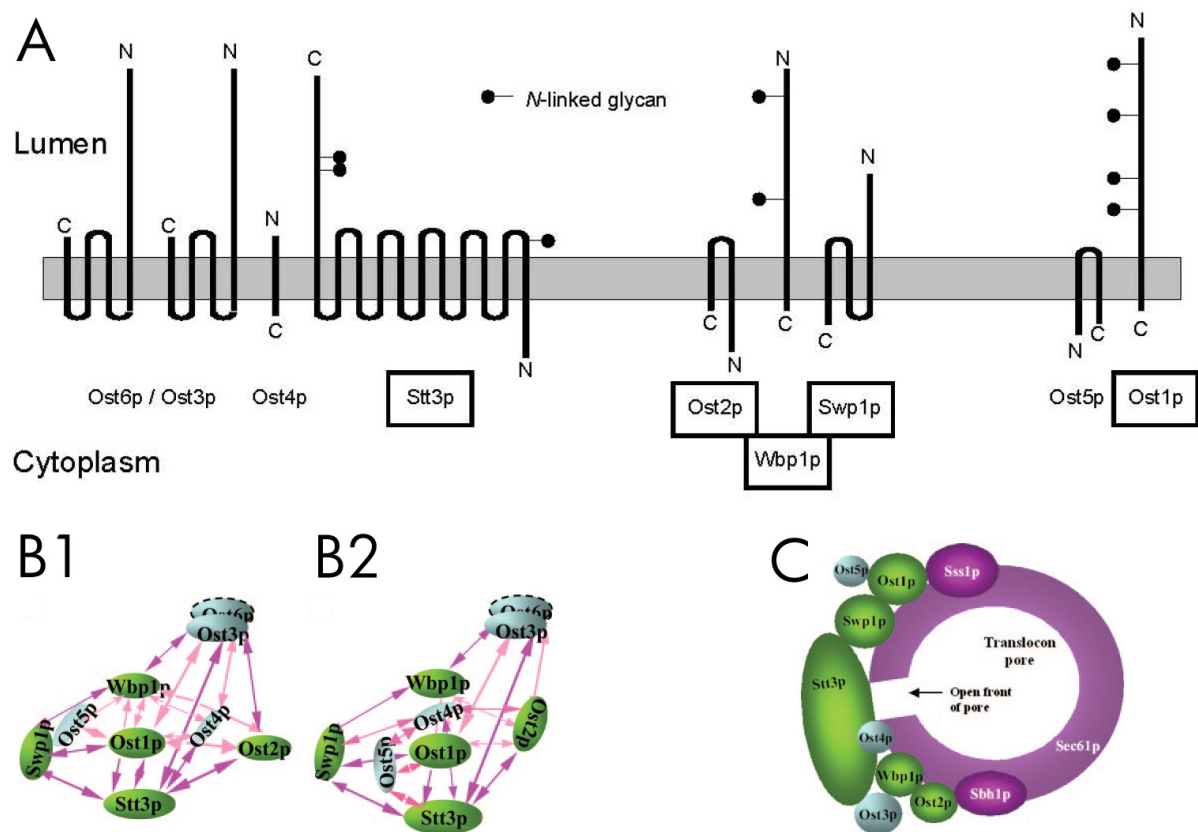 A
N N C N N
N-linked glycan
Lumen
N
C C N
C N C C N C C
N N
Ost6p / Ost3p Ost4p Stt3p Ost2p Swp1p Ost5p Ost1p
Wbp1p
Cytoplasm
B1
Ost6p
Ost3p
Wbp1p
Ost5p
Ost4p
Swp1p
Ost1p
Ost2p
Stt3p
B2
Ost6p
Ost3p
Wbp1p
Ost4p
Ost2p
Swp1p
Ost5p
Ost1p
Stt3p
C
Ost5p
Ost1p
Sss1p
Swp1p
Translocon
pore
Stt3p
Open front
of pore
Ost4p
Sec61p
Wbp1p
Ost2p
Sbh1p
Ost3p